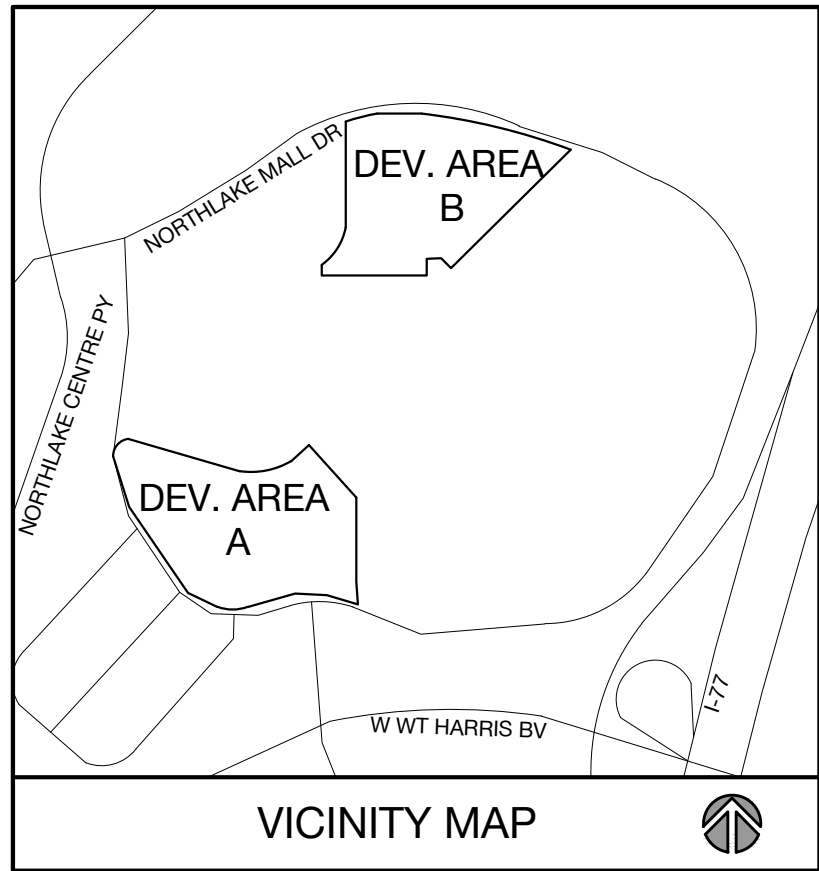 NORTHLAKE MALL DR
DEV. AREA
B
NORTHLAKE CENTRE PY
DEV. AREA
A
I-77
W WT HARRIS BV
VICINITY MAP